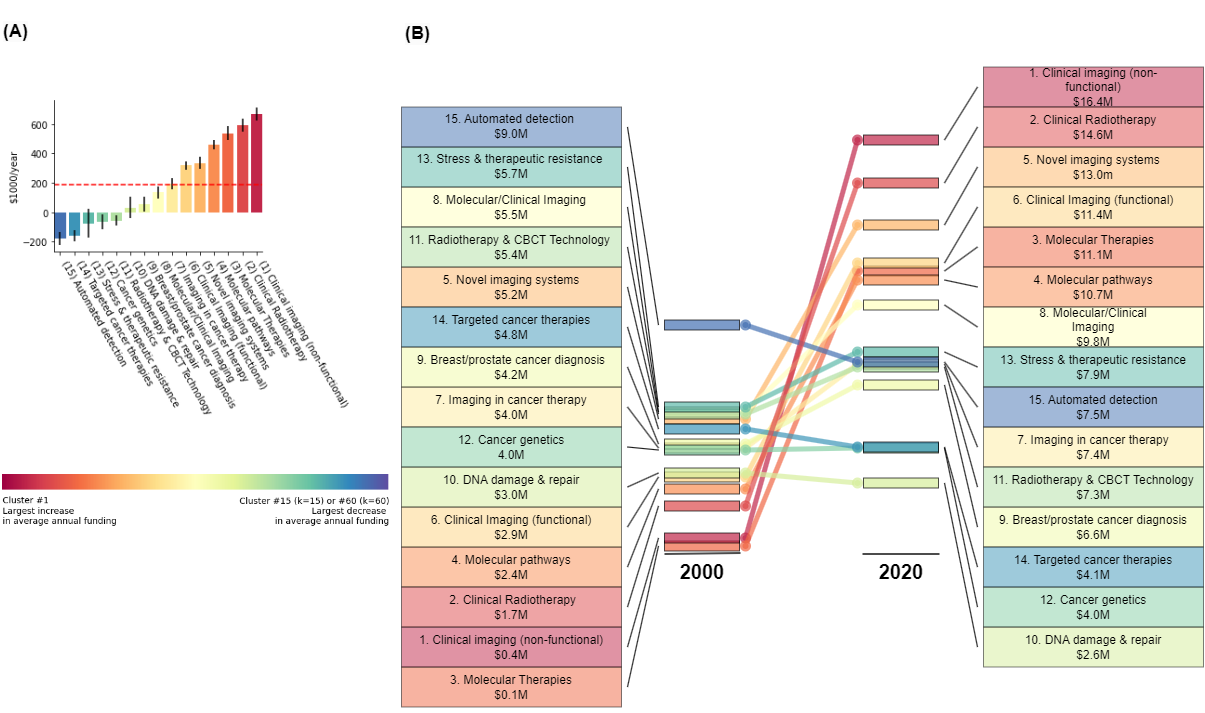 (A)
(B)
$1000/year
600
400
200
0
−200
(15) Automated detection
(14) Targeted cancer therapies
(13) Stress & therapeutic resistance
(12) Cancer genetics
(11) Radiotherapy & CBCT Technology
(10) DNA damage & repair
(9) Breast/prostate cancer diagnosis
(8) Molecular/Clinical Imaging
(7) Imaging in cancer therapy
(6) Clinical Imaging (functional)
(5) Novel imaging systems
(4) Molecular pathways
(3) Molecular Therapies
(2) Clinical Radiotherapy
(1) Clinical imaging (non-functional)
Cluster #1
Largest increase
in average annual funding
Cluster #15 (k=15) or #60 (k=60)
Largest decrease
in average annual funding
15. Automated detection
$9.0M
13. Stress & therapeutic resistance
$5.7M
8. Molecular/Clinical Imaging
$5.5M
11. Radiotherapy & CBCT Technology
$5.4M
5. Novel imaging systems
$5.2M
14. Targeted cancer therapies
$4.8M
9. Breast/prostate cancer diagnosis
$4.2M
7. Imaging in cancer therapy
$4.0M
12. Cancer genetics
4.0M
10. DNA damage & repair
$3.0M
6. Clinical Imaging (functional)
$2.9M
4. Molecular pathways
$2.4M
2. Clinical Radiotherapy
$1.7M
1. Clinical imaging (non-functional)
$0.4M
3. Molecular Therapies
$0.1M
2000
2020
1. Clinical imaging (non-
functional)
$16.4M
2. Clinical Radiotherapy
$14.6M
5. Novel imaging systems
$13.0m
6. Clinical Imaging (functional)
$11.4M
3. Molecular Therapies
$11.1M
4. Molecular pathways
$10.7M
8. Molecular/Clinical
Imaging
$9.8M
13. Stress & therapeutic resistance
$7.9M
15. Automated detection
$7.5M
7. Imaging in cancer therapy
$7.4M
11. Radiotherapy & CBCT Technology
$7.3M
9. Breast/prostate cancer diagnosis
$6.6M
14. Targeted cancer therapies
$4.1M
12. Cancer genetics
$4.0M
10. DNA damage & repair
$2.6M